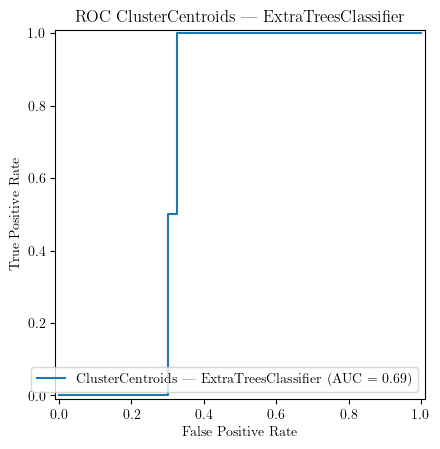 ROC ClusterCentroids — ExtraTreesClassifier
True Positive Rate
1.0
0.8
0.6
0.4
0.2
0.0
ClusterCentroids — ExtraTreesClassifier (AUC = 0.69)
0.0 0.2 0.4 0.6 0.8 1.0
False Positive Rate